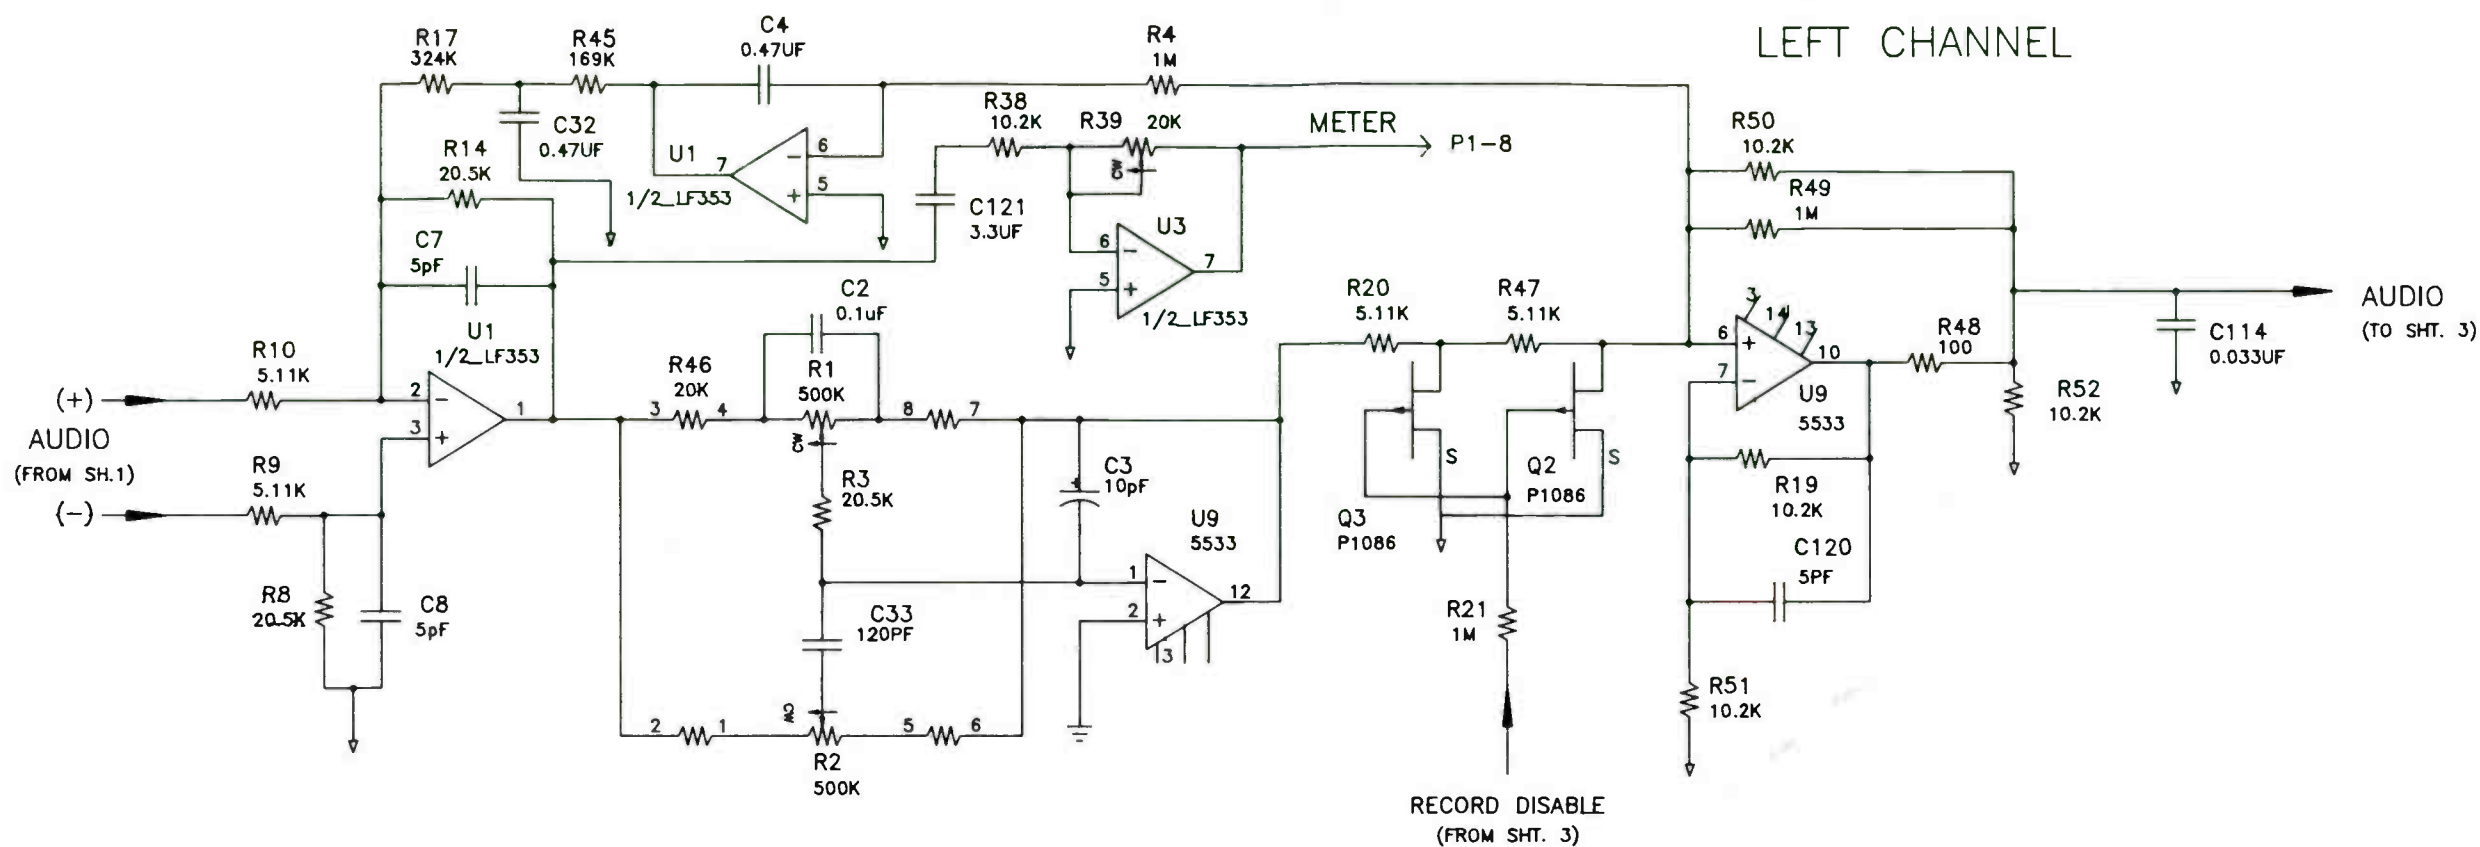 LEFT CHANNEL
R17
324K
R45
169K
C4
0.47UF
R4
1M
C32
0.47UF
R14
20.5K
U1
7
6
5
-
+
1/2_LF353
R38
10.2K
R39
20K
CW
METER
P1-8
C121
3.3UF
U3
6
5
7
-
+
1/2_LF353
R50
10.2K
R49
1M
C7
5pF
U1
1/2_LF353
2
3
1
-
+
R10
5.11K
(+)
AUDIO
(FROM SH.1)
(-)
R9
5.11K
R8
20.5K
C8
5pF
C2
0.1uF
R46
20K
3
4
R1
500K
CW
8
7
R3
20.5K
C3
10pF
+
C33
120PF
CW
2
1
R2
500K
5
6
U9
5533
1
2
12
-
+
3
R20
5.11K
R47
5.11K
S
S
Q3
P1086
Q2
P1086
R21
1M
RECORD DISABLE
(FROM SHT. 3)
3
14
13
6
7
10
+
-
U9
5533
R48
100
R19
10.2K
C120
5PF
R51
10.2K
R52
10.2K
C114
0.033UF
AUDIO
(TO SHT. 3)